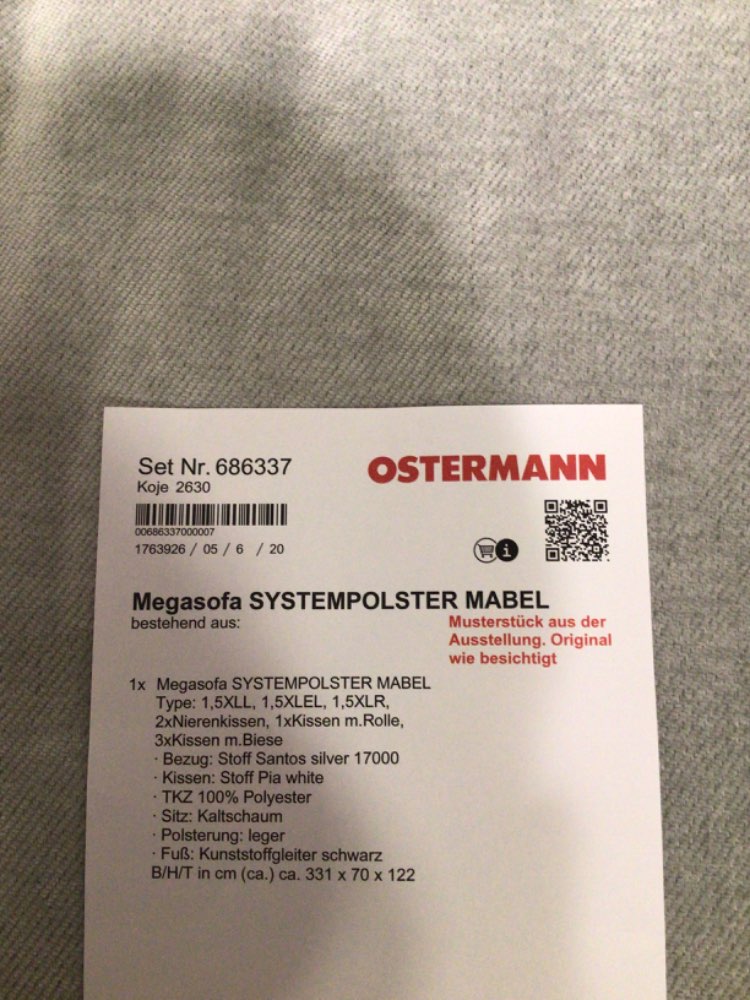 Set Nr. 686337
Koje 2630
OSTERMANN
00686337000007
1763926 / 05 / 6 / 20
i
Megasofa SYSTEMPOLSTER MABEL
bestehend aus:
Musterstück aus der
Ausstellung. Original
wie besichtigt
1x Megasofa SYSTEMPOLSTER MABEL
Type: 1,5XLL, 1,5XLEL, 1,5XLR,
2xNierenkissen, 1xKissen m.Rolle,
3xKissen m.Biese
· Bezug: Stoff Santos silver 17000
· Kissen: Stoff Pia white
· TKZ 100% Polyester
· Sitz: Kaltschaum
· Polsterung: leger
· Fuß: Kunststoffgleiter schwarz
B/H/T in cm (ca.) ca. 331 x 70 x 122